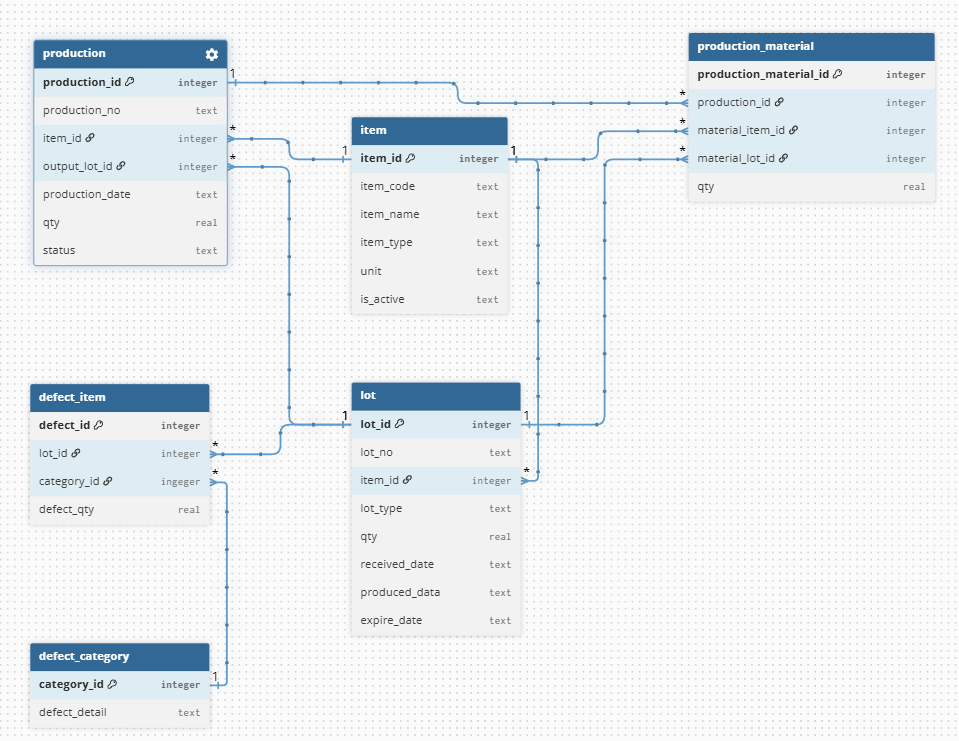 production
production_id integer
production_no text
item_id integer
output_lot_id integer
production_date text
qty real
status text
1
*
*
item
item_id integer
item_code text
item_name text
item_type text
unit text
is_active text
1
1
production_material
production_material_id integer
production_id integer
material_item_id integer
material_lot_id integer
qty real
*
*
*
defect_item
defect_id integer
lot_id integer
category_id ingeger
defect_qty real
*
*
lot
lot_id integer
lot_no text
item_id integer
lot_type text
qty real
received_date text
produced_data text
expire_date text
1
1
*
defect_category
category_id integer
defect_detail text
1